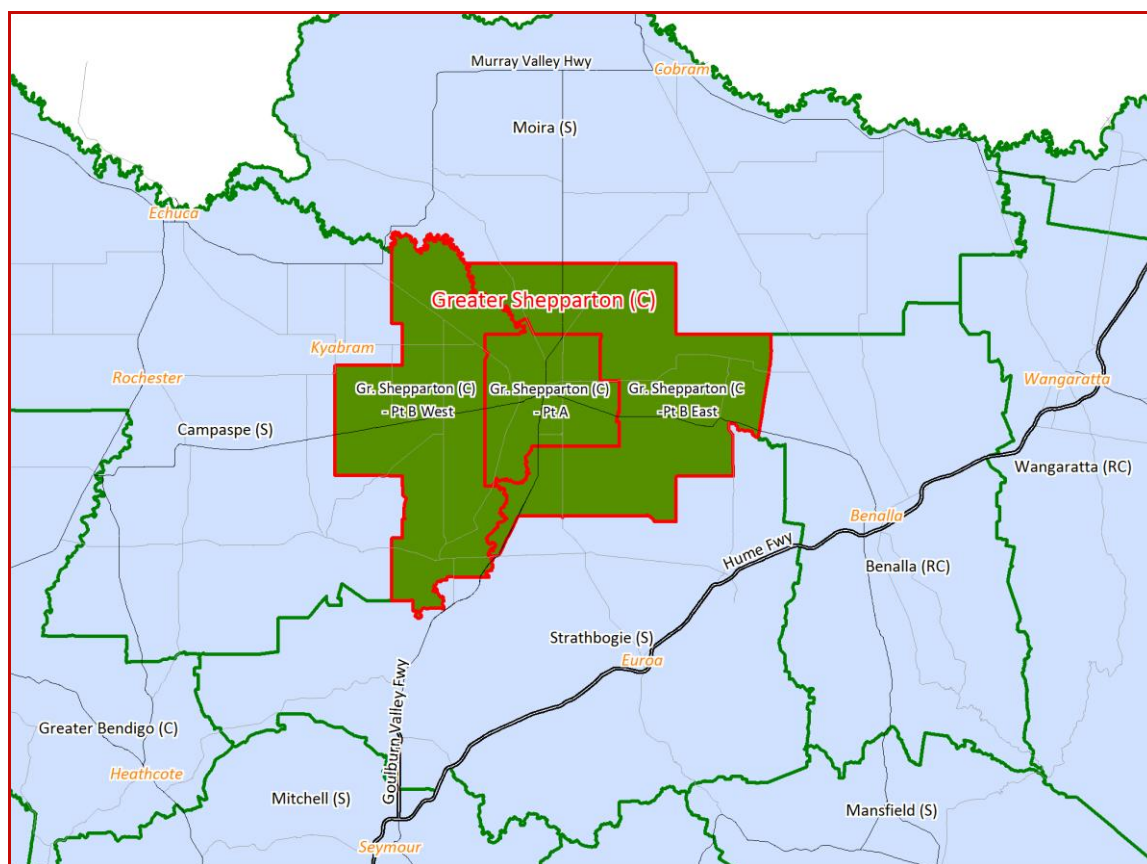 Murray Valley Hwy
Cobram
Moira (S)
Echuca
Greater Shepparton (C)
Kyabram
Rochester
Wangaratta
Gr. Shepparton (C)
- Pt B West
Gr. Shepparton (C)
- Pt A
Gr. Shepparton (C
-Pt B East
Campaspe (S)
Wangaratta (RC)
Benalla
Hume Fwy
Benalla (RC)
Strathbogie (S)
Euroa
Goulburn Valley Fwy
Greater Bendigo (C)
Heathcote
Mitchell (S)
Mansfield (S)
Seymour